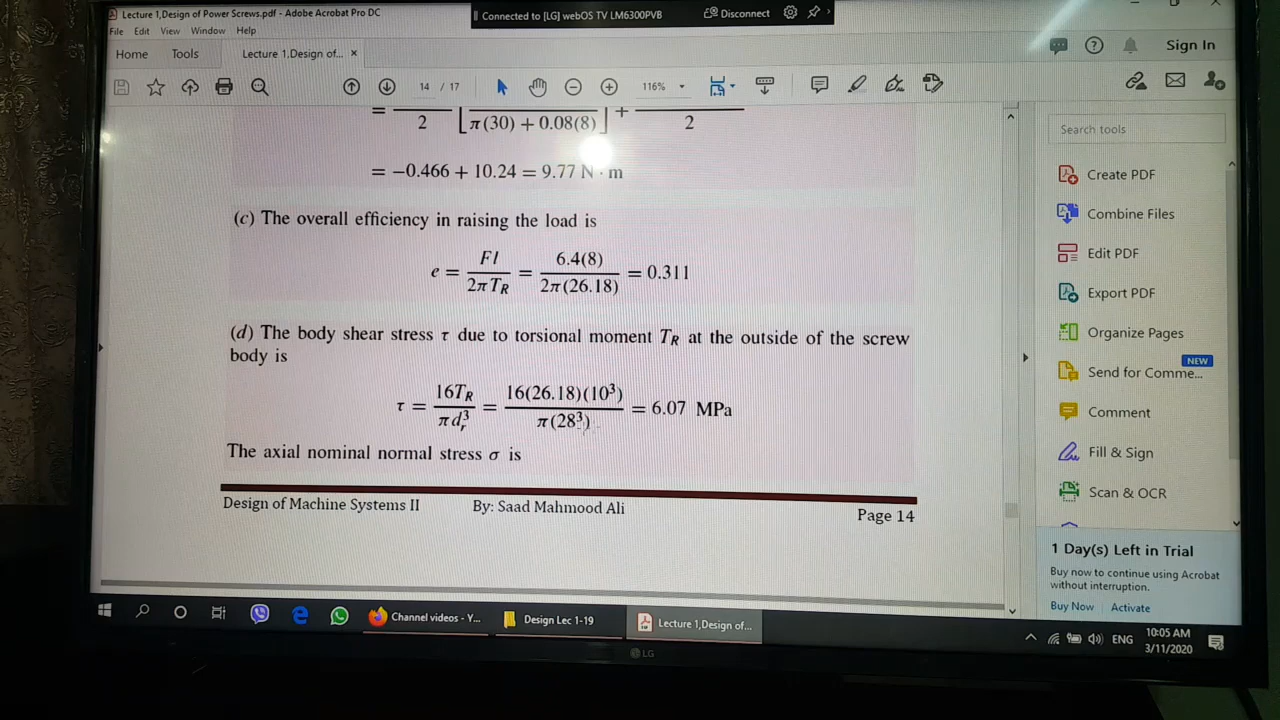 Lecture 1,Design of Power Screws.pdf - Adobe Acrobat Pro DC
Connected to [LG] webOS TV LM6300PVB
Disconnect
File Edit View Window Help
Home Tools Lecture 1,Design of... ×
Sign In
14 / 17
116%
= 2 [π(30) + 0.08(8)] + 2
= −0.466 + 10.24 = 9.77 N · m
(c) The overall efficiency in raising the load is
e = Fl / 2πT_R = 6.4(8) / 2π(26.18) = 0.311
(d) The body shear stress τ due to torsional moment T_R at the outside of the screw
body is
τ = 16T_R / πd_r³ = 16(26.18)(10³) / π(28³) = 6.07 MPa
The axial nominal normal stress σ is
Design of Machine Systems II By: Saad Mahmood Ali
Page 14
Search tools
Create PDF
Combine Files
Edit PDF
Export PDF
Organize Pages
NEW
Send for Comme...
Comment
Fill & Sign
Scan & OCR
1 Day(s) Left in Trial
Buy now to continue using Acrobat
without interruption.
Buy Now Activate
Channel videos - Y...
Design Lec 1-19
Lecture 1,Design of...
ENG
10:05 AM
3/11/2020
LG